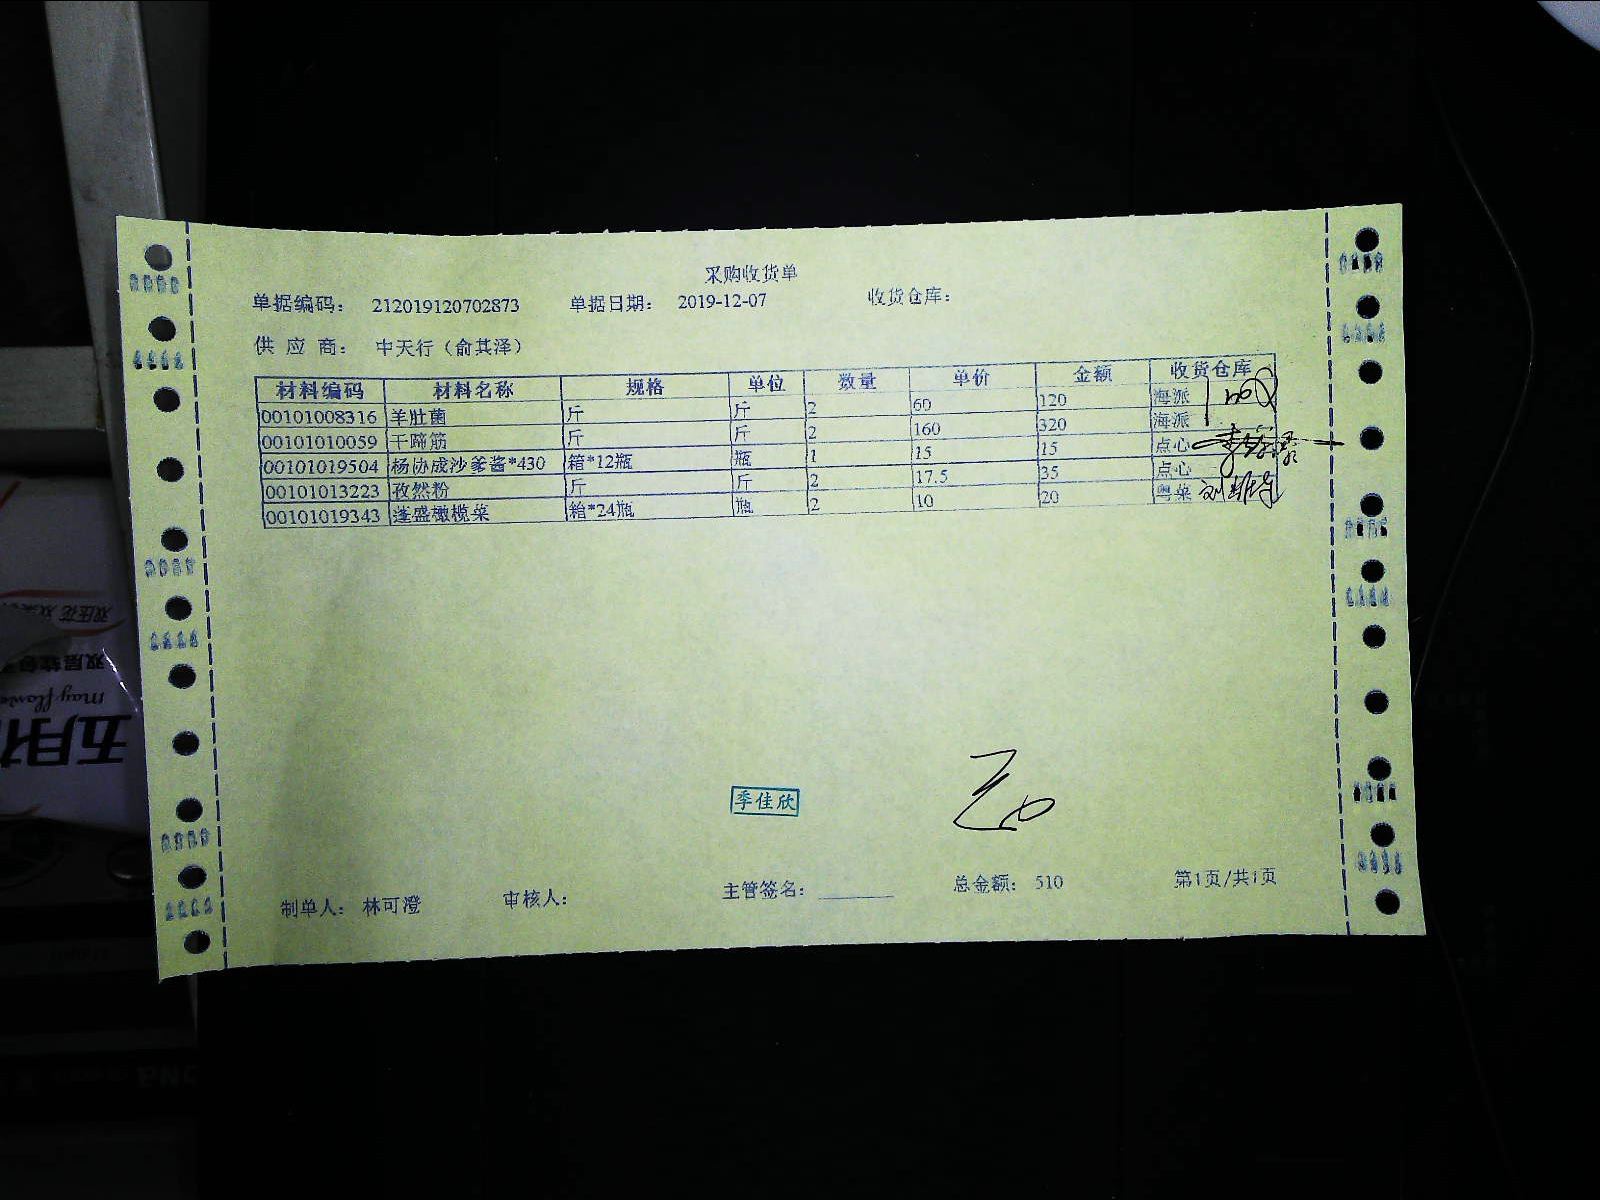 采购收货单
单据编码： 212019120702873 单据日期： 2019-12-07 收货仓库：
供 应 商： 中天行（俞其泽）
材料编码 材料名称 规格 单位 数量 单价 金额 收货仓库
00101008316 羊肚菌 斤 斤 2 60 120 海派
00101010059 干蹄筋 斤 斤 2 160 320 海派
00101019504 杨协成沙爹酱*430 箱*12瓶 瓶 1 15 15 点心
00101013223 孜然粉 斤 斤 2 17.5 35 点心
00101019343 蓬盛橄榄菜 箱*24瓶 瓶 2 10 20 粤菜
季佳欣
制单人： 林可澄 审核人： 主管签名： 总金额： 510 第1页/共1页
五月花